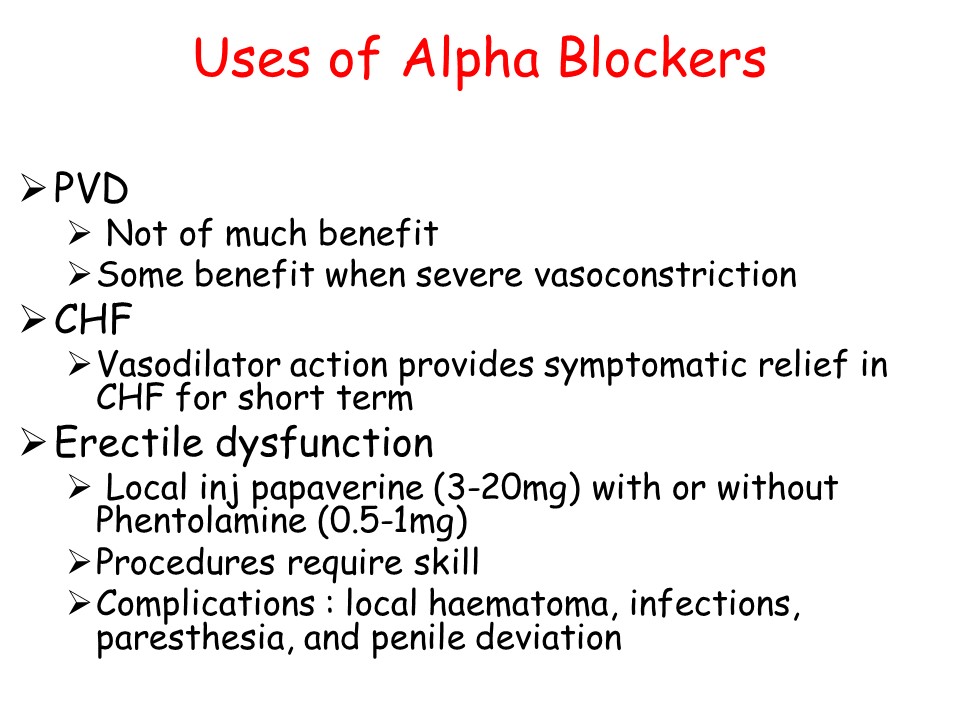 Uses of Alpha Blockers
➢ PVD
➢ Not of much benefit
➢ Some benefit when severe vasoconstriction
➢ CHF
➢ Vasodilator action provides symptomatic relief in
CHF for short term
➢ Erectile dysfunction
➢ Local inj papaverine (3-20mg) with or without
Phentolamine (0.5-1mg)
➢ Procedures require skill
➢ Complications : local haematoma, infections,
paresthesia, and penile deviation